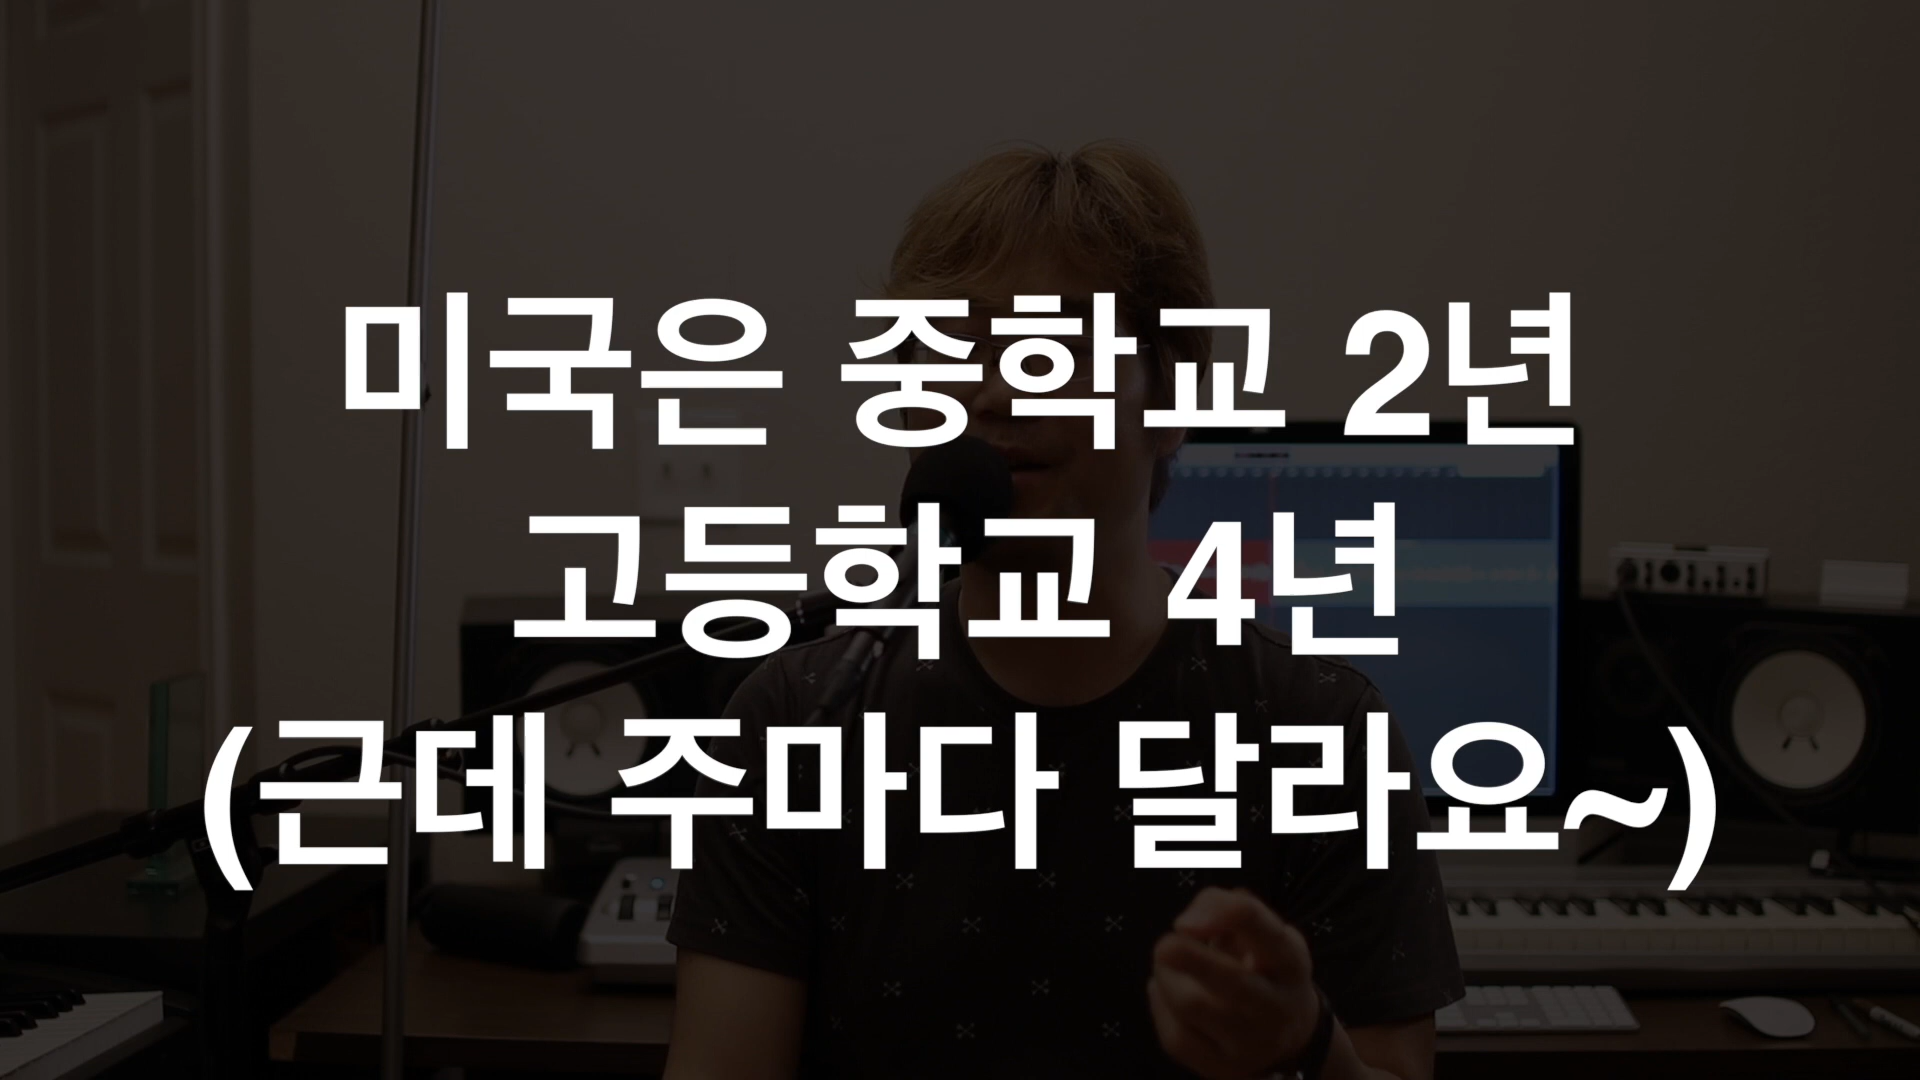 미국은 중학교 2년
고등학교 4년
(근데 주마다 달라요~)